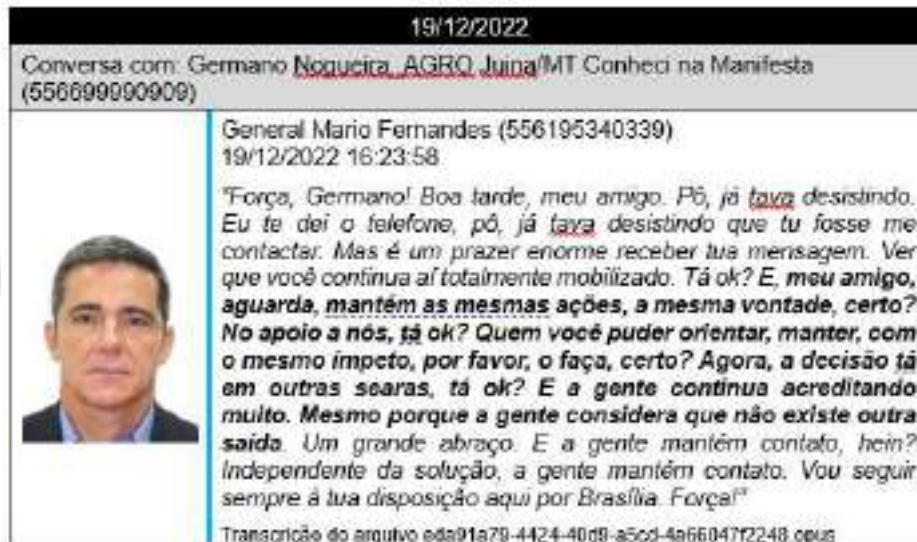 19/12/2022
Conversa com: Germano Nogueira AGRO Juina/MT Conheci na Manifesta
(556699990909)
General Mario Fernandes (556195340339)
19/12/2022 16:23:58
"Força, Germano! Boa tarde, meu amigo. Pô, já tava desistindo.
Eu te dei o telefone, pô, já tava desistindo que tu fosse me
contactar. Mas é um prazer enorme receber tua mensagem. Ver
que você continua aí totalmente mobilizado. Tá ok? E, meu amigo,
aguarda, mantém as mesmas ações, a mesma vontade, certo?
No apoio a nós, tá ok? Quem você puder orientar, manter, com
o mesmo ímpeto, por favor, o faça, certo? Agora, a decisão tá
em outras searas, tá ok? E a gente continua acreditando
muito. Mesmo porque a gente considera que não existe outra
saída. Um grande abraço. E a gente mantém contato, hein?
Independente da solução, a gente mantém contato. Vou seguir
sempre à tua disposição aqui por Brasília. Força!"
Transcrição do arquivo eda91a79-4424-40d9-a5cd-4a66047f2248.opus